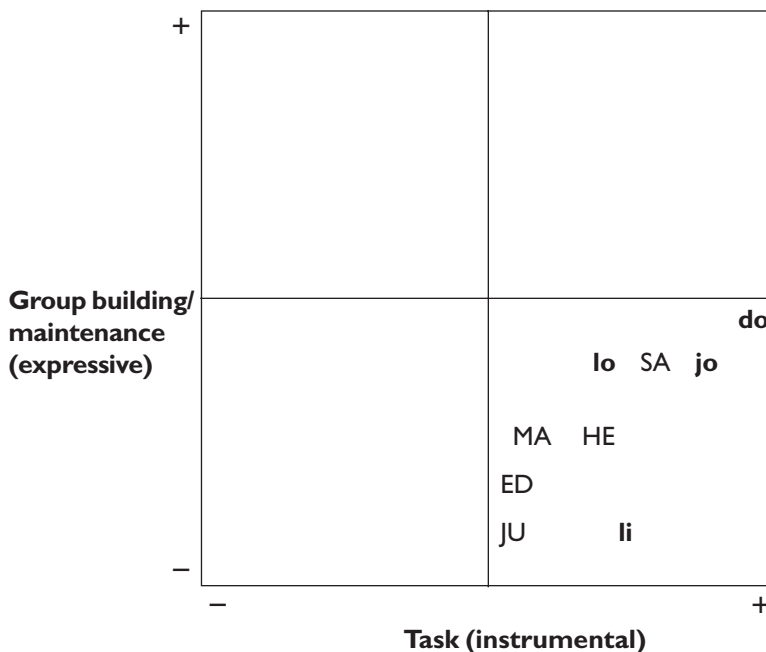 +
Group building/
maintenance
(expressive)
do
lo SA jo
MA HE
ED
JU li
–
– +
Task (instrumental)